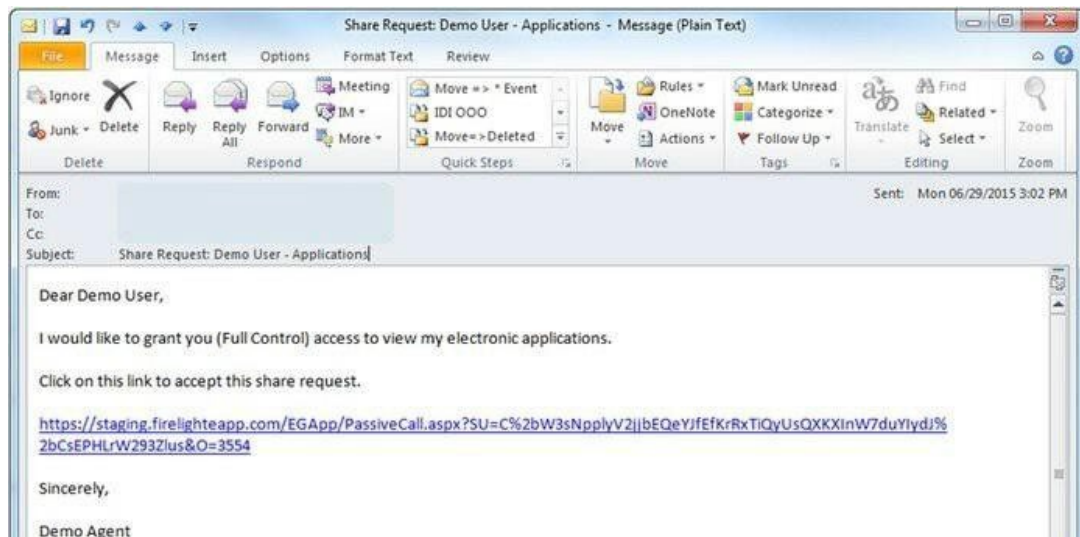 Share Request: Demo User - Applications - Message (Plain Text)
File Message Insert Options Format Text Review
Ignore
Junk
Delete
Reply
Reply All
Forward
Meeting
IM
More
Move => * Event
IDI OOO
Move=>Deleted
Move
Rules
OneNote
Actions
Mark Unread
Categorize
Follow Up
Translate
Find
Related
Select
Zoom
Delete Respond Quick Steps Move Tags Editing Zoom
From: Sent: Mon 06/29/2015 3:02 PM
To:
Cc:
Subject: Share Request: Demo User - Applications
Dear Demo User,
I would like to grant you (Full Control) access to view my electronic applications.
Click on this link to accept this share request.
https://staging.firelighteapp.com/EGApp/PassiveCall.aspx?SU=C%2bW3sNpplyV2jjbEQeYJfEfKrRxTiQyUsQXKXInW7duYIydJ%
2bCsEPHLrW293Zlus&O=3554
Sincerely,
Demo Agent